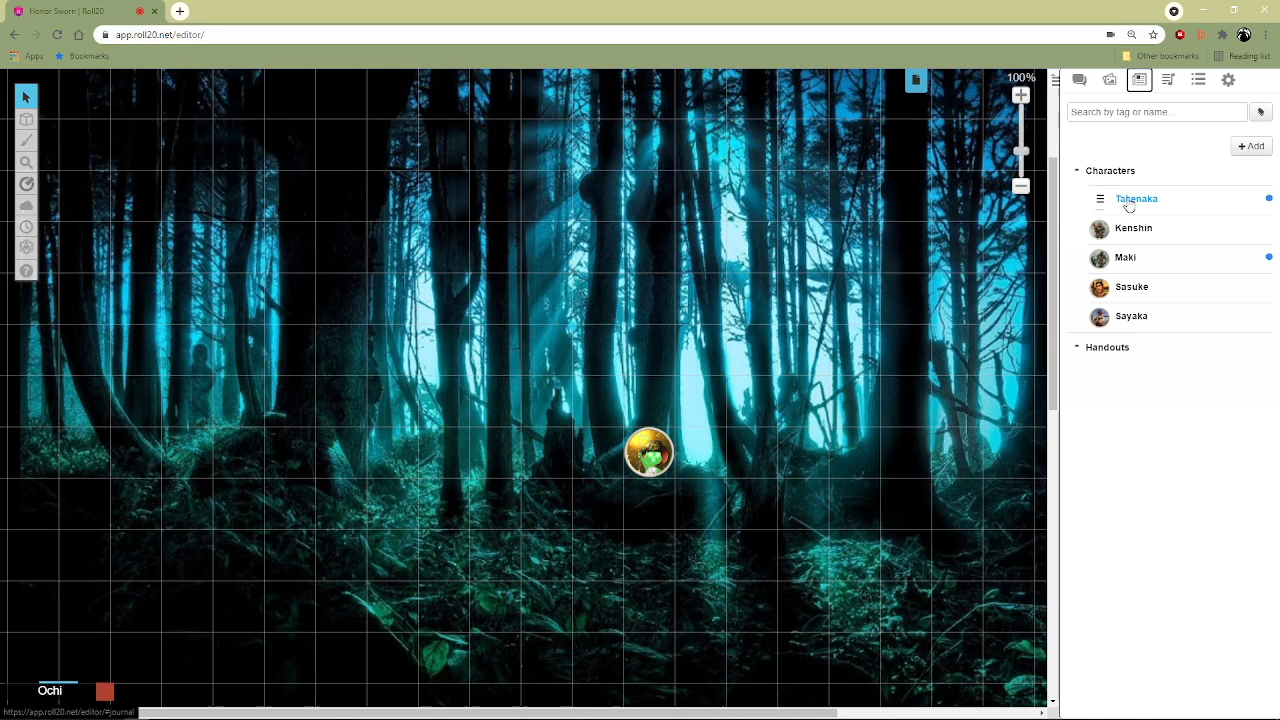 Honor Sworn | Roll20
app.roll20.net/editor/
Apps
Bookmarks
Other bookmarks
Reading list
100%
Search by tag or name...
+ Add
- Characters
Takenaka
Kenshin
Maki
Sasuke
Sayaka
- Handouts
Ochi
https://app.roll20.net/editor/#journal